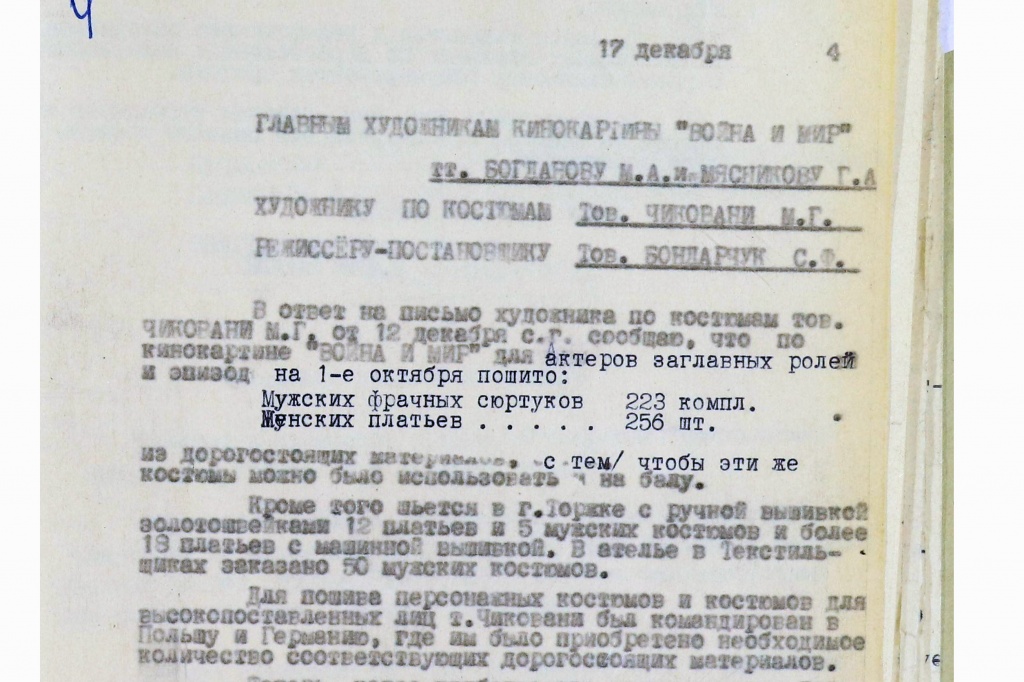 17 декабря 4
ГЛАВНЫМ ХУДОЖНИКАМ КИНОКАРТИНЫ "ВОЙНА И МИР"
тт. БОГДАНОВУ М.А.и МЯСНИКОВУ Г.А
ХУДОЖНИКУ ПО КОСТЮМАМ Тов. ЧИКОВАНИ М.Г.
РЕЖИССЁРУ-ПОСТАНОВЩИКУ Тов. БОНДАРЧУК С.Ф.
В ответ на письмо художника по костюмам тов.
ЧИКОВАНИ М.Г. от 12 декабря с.г. сообщаю, что по
кинокартине "ВОЙНА И МИР" для актеров заглавных ролей
и эпизод на 1-е октября пошито:
Мужских фрачных сюртуков 223 компл.
Женских платьев . . . . . . 256 шт.
из дорогостоящих материалов, с тем/ чтобы эти же
костюмы можно было использовать и на балу.
Кроме того шьется в г.Торжке с ручной вышивкой
золотошвейками 12 платьев и 5 мужских костюмов и более
18 платьев с машинной вышивкой. В ателье в Текстиль-
щиках заказано 50 мужских костюмов.
Для пошива персонажных костюмов и костюмов для
высокопоставленных лиц т.Чиковани был командирован в
Польшу и Германию, где им было приобретено необходимое
количество соответствующих дорогостоящих материалов.